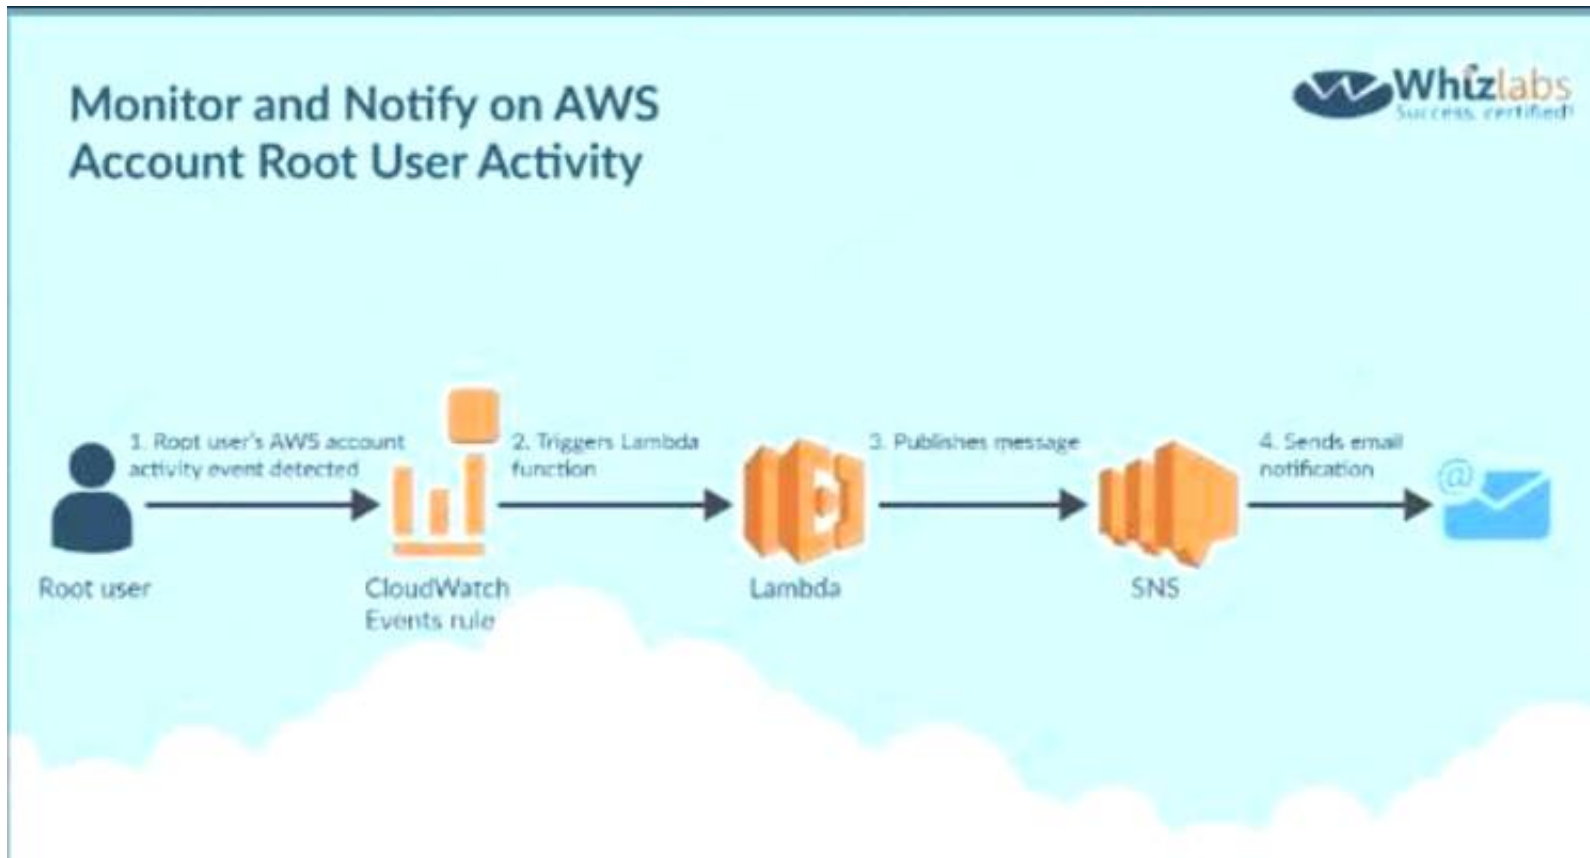 Monitor and Notify on AWS
Account Root User Activity
Whizlabs
Success, certified!
1. Root user's AWS account
activity event detected
2. Triggers Lambda
function
3. Publishes message
4. Sends email
notification
@
Root user
CloudWatch
Events rule
Lambda
SNS